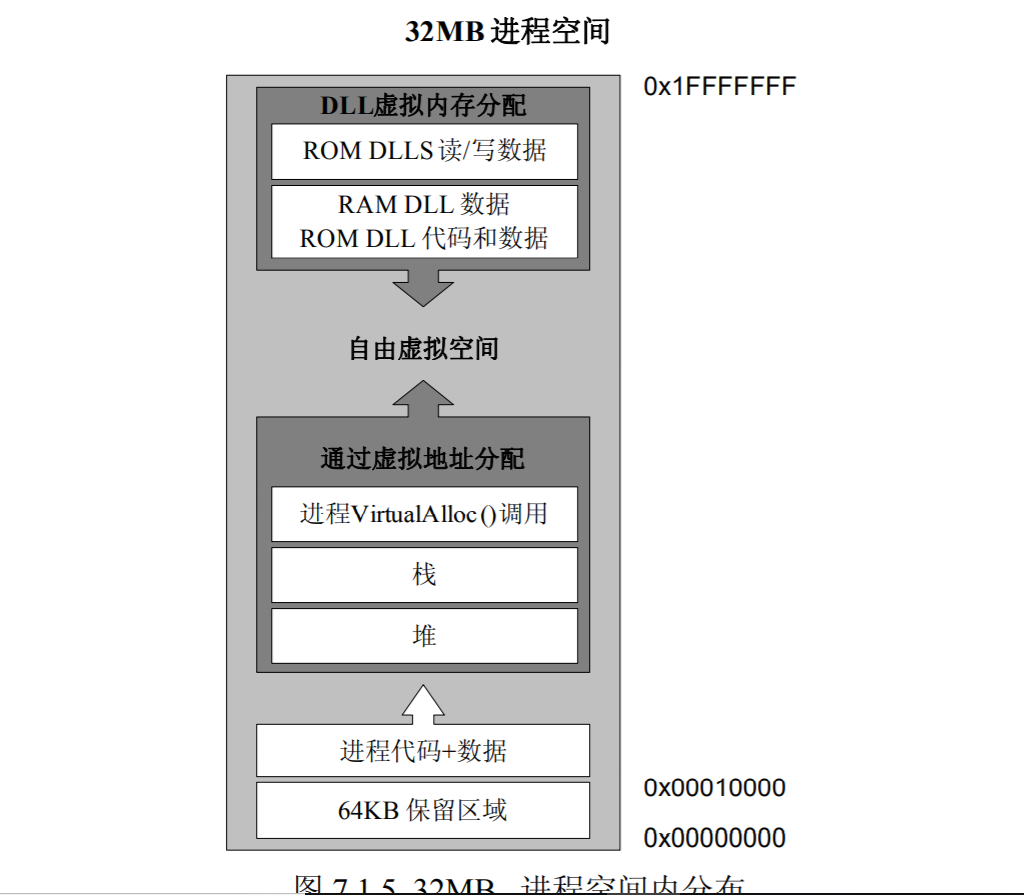 32MB 进程空间
0x1FFFFFFF
DLL虚拟内存分配
ROM DLLS 读/写数据
RAM DLL 数据
ROM DLL 代码和数据
自由虚拟空间
通过虚拟地址分配
进程VirtualAlloc()调用
栈
堆
进程代码+数据
0x00010000
64KB 保留区域
0x00000000
图 7.1.5 32MB 进程空间内分布